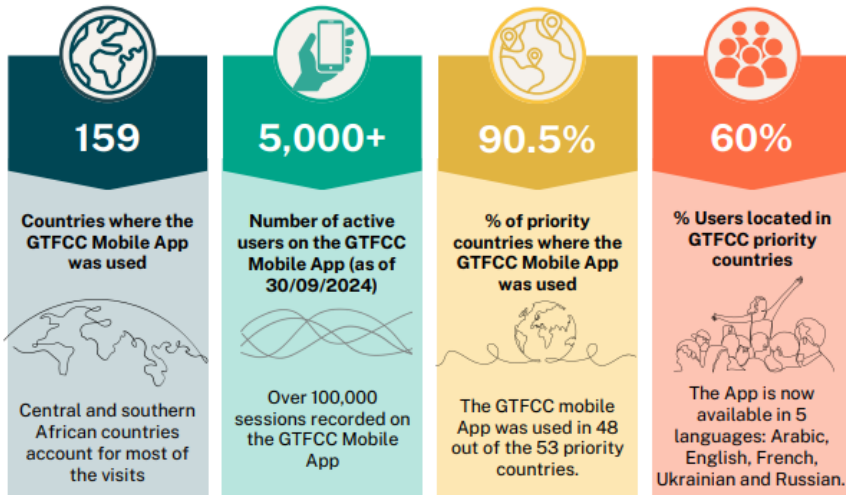 159
Countries where the
GTFCC Mobile App
was used
Central and southern
African countries
account for most of
the visits
5,000+
Number of active
users on the GTFCC
Mobile App (as of
30/09/2024)
Over 100,000
sessions recorded on
the GTFCC Mobile
App
90.5%
% of priority
countries where the
GTFCC Mobile App
was used
The GTFCC mobile
App was used in 48
out of the 53 priority
countries.
60%
% Users located in
GTFCC priority
countries
The App is now
available in 5
languages: Arabic,
English, French,
Ukrainian and Russian.